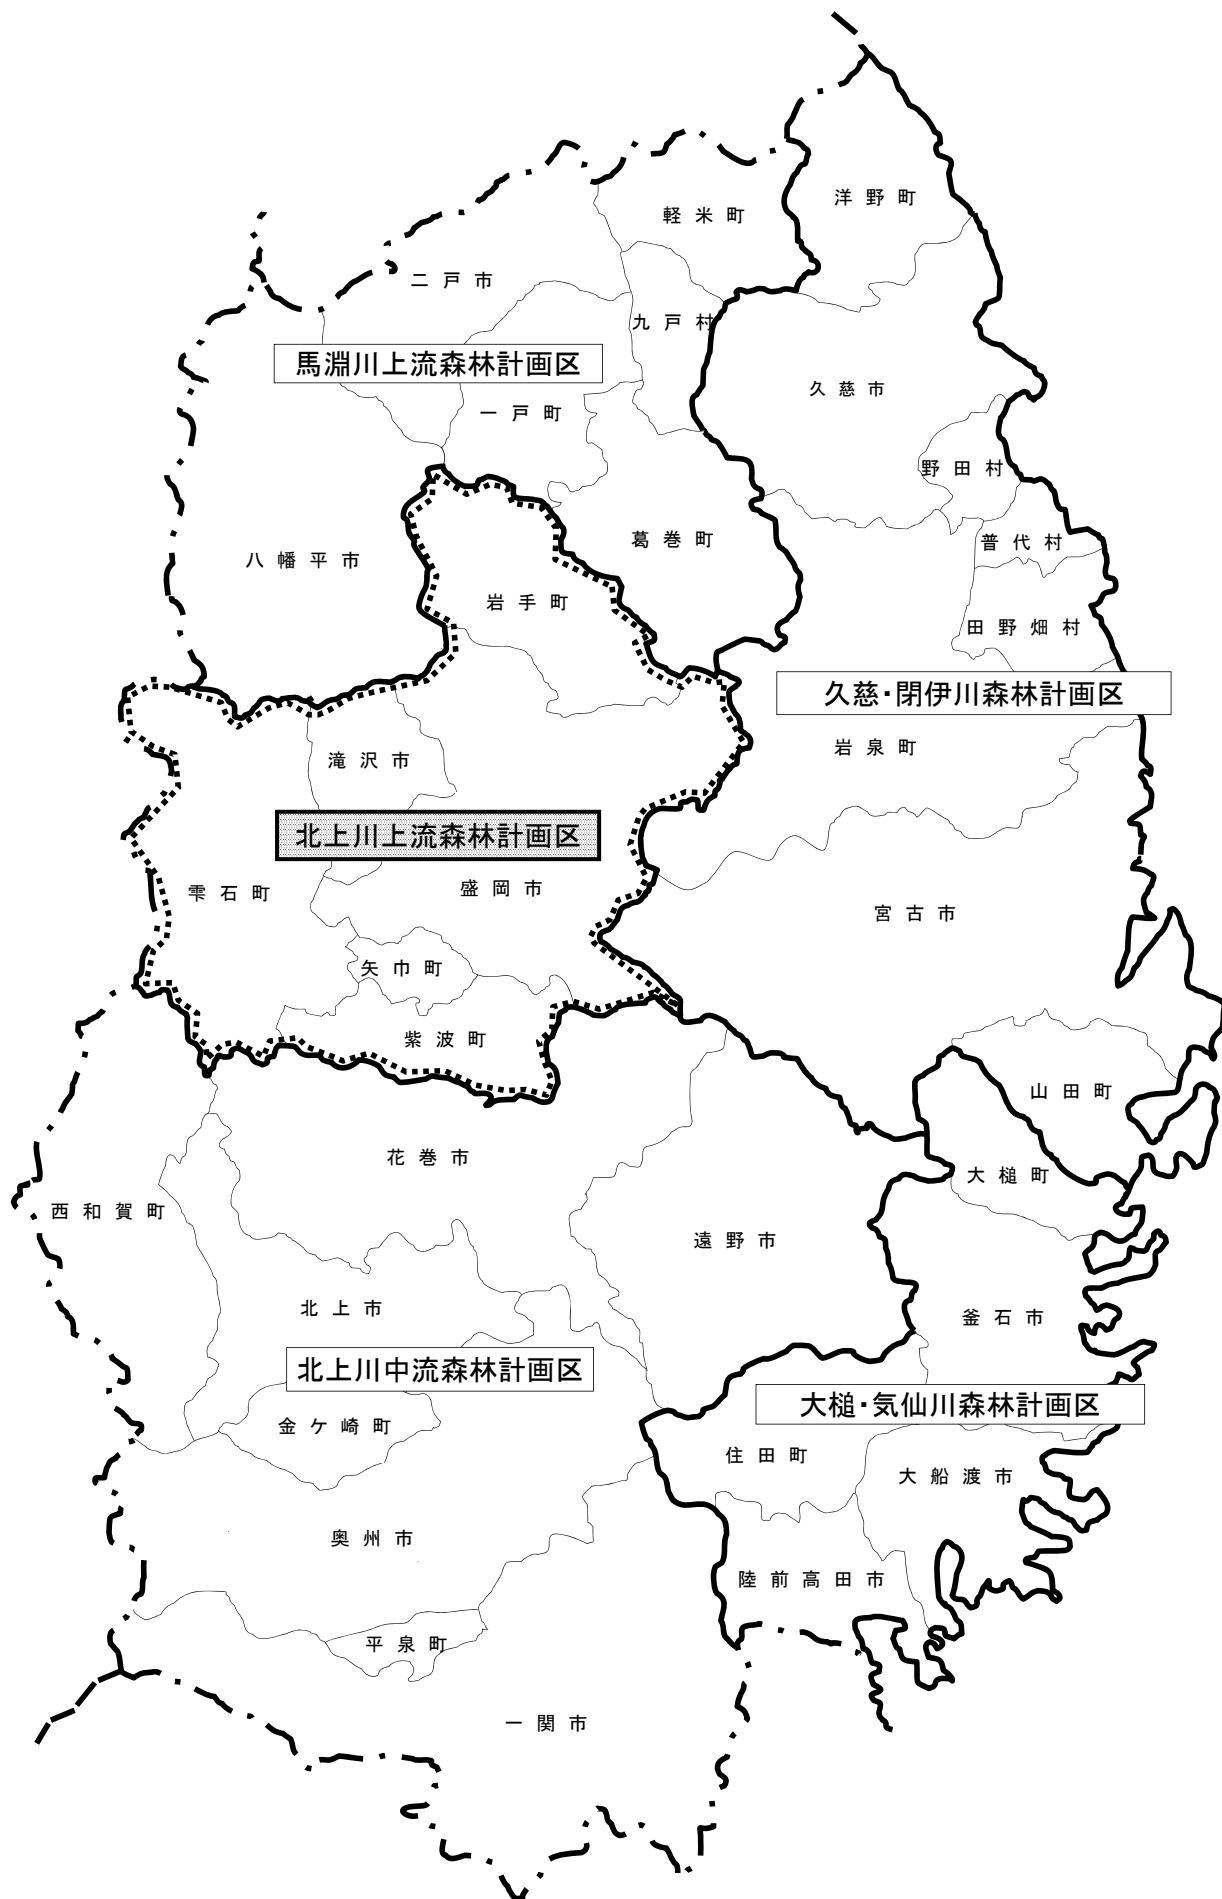 洋野町
軽米町
二戸市
九戸村
馬淵川上流森林計画区
久慈市
一戸町
野田村
葛巻町
普代村
八幡平市
岩手町
田野畑村
久慈・閉伊川森林計画区
岩泉町
滝沢市
北上川上流森林計画区
雫石町
盛岡市
宮古市
矢巾町
紫波町
山田町
花巻市
大槌町
西和賀町
遠野市
北上市
釜石市
北上川中流森林計画区
大槌・気仙川森林計画区
金ケ崎町
住田町
大船渡市
奥州市
陸前高田市
平泉町
一関市